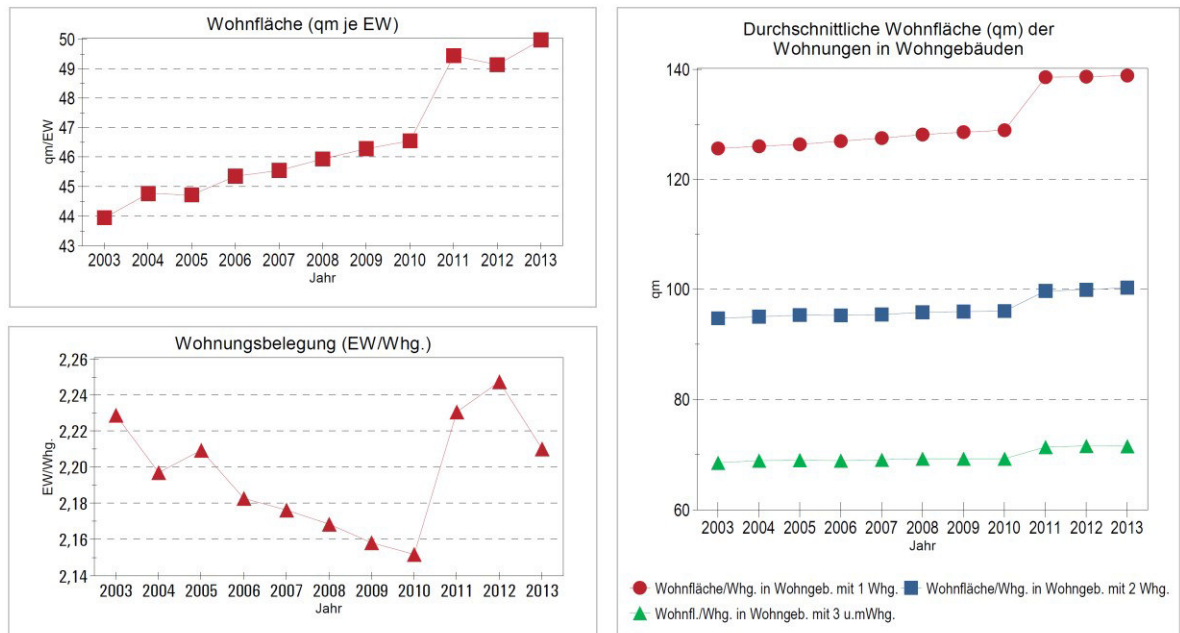 Wohnfläche (qm je EW)
50
49
48
47
46
45
44
43
qm/EW
2003 2004 2005 2006 2007 2008 2009 2010 2011 2012 2013
Jahr
Wohnungsbelegung (EW/Whg.)
2,26
2,24
2,22
2,20
2,18
2,16
2,14
EW/Whg.
2003 2004 2005 2006 2007 2008 2009 2010 2011 2012 2013
Jahr
Durchschnittliche Wohnfläche (qm) der
Wohnungen in Wohngebäuden
140
120
100
80
60
qm
2003 2004 2005 2006 2007 2008 2009 2010 2011 2012 2013
Jahr
Wohnfläche/Whg. in Wohngeb. mit 1 Whg. Wohnfläche/Whg. in Wohngeb. mit 2 Whg.
Wohnfl./Whg. in Wohngeb. mit 3 u.mWhg.